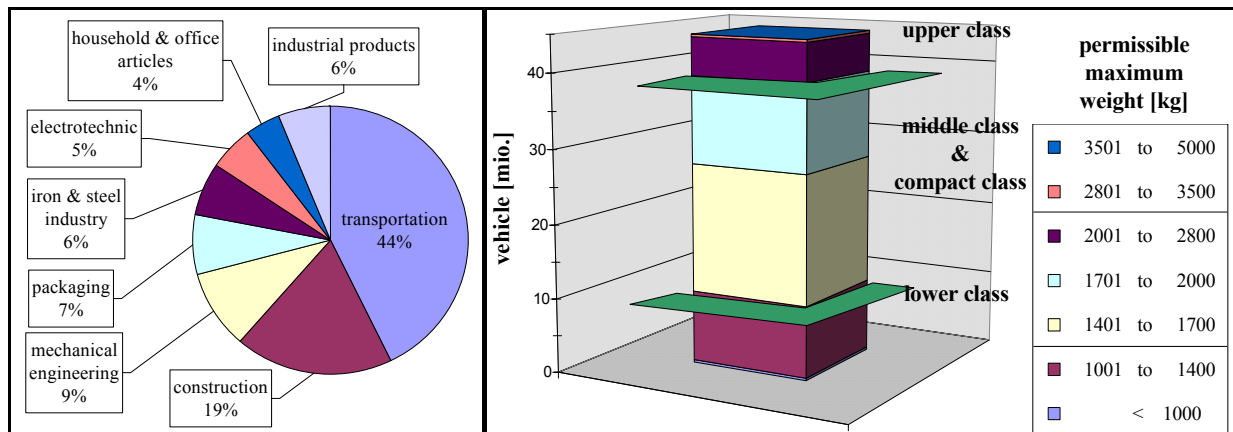 household & office
articles
4%
industrial products
6%
electrotechnic
5%
iron & steel
industry
6%
packaging
7%
mechanical
engineering
9%
construction
19%
transportation
44%
vehicle [mio.]
40
30
20
10
0
upper class
middle class
&
compact class
lower class
permissible
maximum
weight [kg]
3501 to 5000
2801 to 3500
2001 to 2800
1701 to 2000
1401 to 1700
1001 to 1400
< 1000